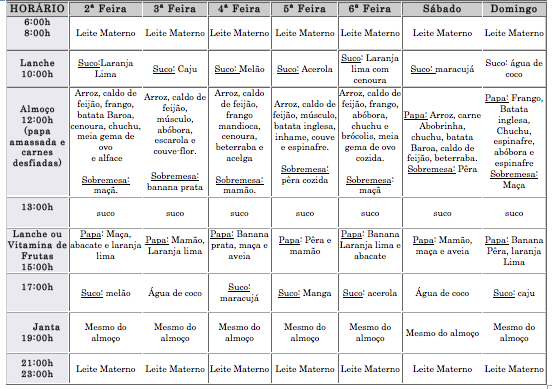 HORÁRIO 2ª Feira 3ª Feira 4ª Feira 5ª Feira 6ª Feira Sábado Domingo
6:00h
8:00h
Leite Materno Leite Materno Leite Materno Leite Materno Leite Materno Leite Materno Leite Materno
Lanche
10:00h
Suco:Laranja
Lima
Suco: Caju
Suco: Melão
Suco: Acerola
Suco: Laranja
lima com
cenoura
Suco: maracujá
Suco: água de
coco
Almoço
12:00h
(papa
amassada e
carnes
desfiadas)
Arroz, caldo de
feijão, frango,
batata Baroa,
cenoura, chuchu,
meia gema de
ovo
e alface
Sobremesa:
maçã.
Arroz, caldo de
feijão,
músculo,
abóbora,
escarola e
couve-flor.
Sobremesa:
banana prata
Arroz, caldo
de feijão,
frango
mandioca,
cenoura,
beterraba e
acelga
Sobremesa:
mamão.
Arroz, caldo de
feijão, músculo,
batata inglesa,
inhame, couve
e espinafre.
Sobremesa:
pêra cozida
Arroz, caldo de
feijão, frango,
abóbora,
chuchu e
brócolis, meia
gema de ovo
cozida.
Sobremesa:
maçã
Papa: Arroz, carne
Abobrinha,
chuchu, batata
Baroa, caldo de
feijão, beterraba.
Sobremesa: Pêra
Papa: Frango,
Batata
inglesa,
Chuchu,
espinafre,
abóbora e
espinafre
Sobremesa:
Maça
13:00h
suco suco suco suco suco suco suco
Lanche ou
Vitamina de
Frutas
15:00h
Papa: Maça,
abacate e laranja
lima
Papa: Mamão,
Laranja lima
Papa: Banana
prata, maça e
aveia
Papa: Pêra e
mamão
Papa: Banana
Laranja lima e
abacate
Papa: Mamão,
maça e aveia
Papa: Banana
Pêra, laranja
Lima
17:00h
Suco: melão
Água de coco
Suco:
maracujá
Suco: Manga
Suco: acerola
Água de coco
Suco: caju
Janta
19:00h
Mesmo do
almoço
Mesmo do
almoço
Mesmo do
almoço
Mesmo do
almoço
Mesmo do
almoço
Mesmo do almoço
Mesmo do
almoço
21:00h
23:00h
Leite Materno Leite Materno Leite Materno Leite Materno Leite Materno Leite Materno Leite Materno